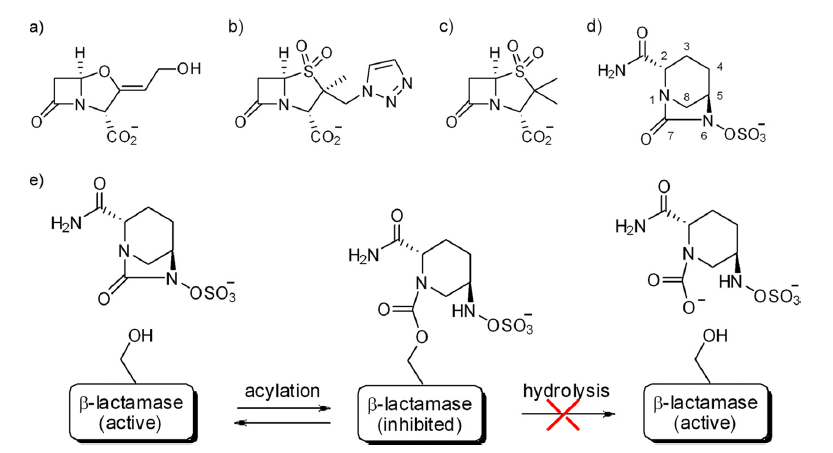 a)
H
O
OH
N
O
CO₂⁻
b)
H
O
O
S
N
O
CO₂⁻
N
N
N
c)
H
O
O
S
N
O
CO₂⁻
d)
O
H₂N
2
3
4
5
1
N
8
O
7
6
N
OSO₃⁻
e)
O
H₂N
N
O
N
OSO₃⁻
OH
β-lactamase
(active)
acylation
O
H₂N
N
O
O
HN
OSO₃⁻
β-lactamase
(inhibited)
hydrolysis
O
H₂N
N
O
O⁻
HN
OSO₃⁻
OH
β-lactamase
(active)